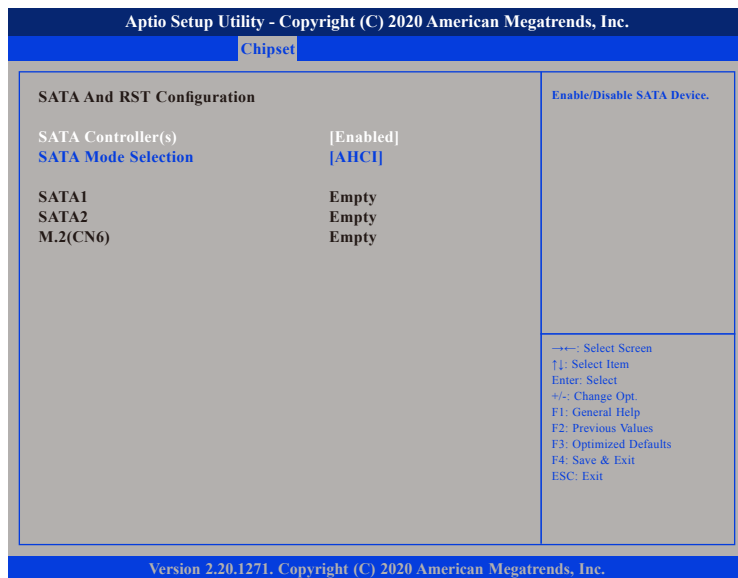 Aptio Setup Utility - Copyright (C) 2020 American Megatrends, Inc.
Chipset
SATA And RST Configuration
SATA Controller(s) [Enabled]
SATA Mode Selection [AHCI]
SATA1 Empty
SATA2 Empty
M.2(CN6) Empty
Enable/Disable SATA Device.
→←: Select Screen
↑↓: Select Item
Enter: Select
+/-: Change Opt.
F1: General Help
F2: Previous Values
F3: Optimized Defaults
F4: Save & Exit
ESC: Exit
Version 2.20.1271. Copyright (C) 2020 American Megatrends, Inc.